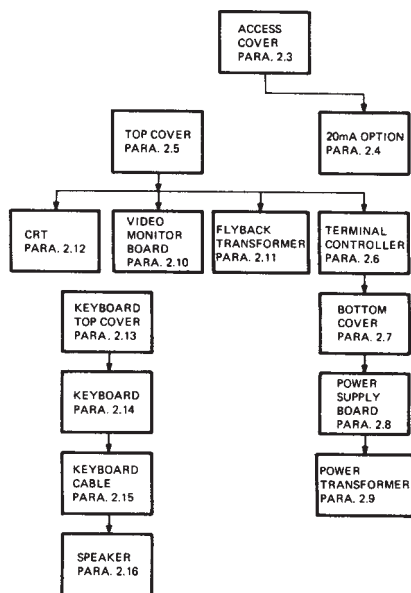 ACCESS
COVER
PARA. 2.3
TOP COVER
PARA. 2.5
20mA OPTION
PARA. 2.4
CRT
PARA. 2.12
VIDEO
MONITOR
BOARD
PARA. 2.10
FLYBACK
TRANSFORMER
PARA. 2.11
TERMINAL
CONTROLLER
PARA. 2.6
KEYBOARD
TOP COVER
PARA. 2.13
BOTTOM
COVER
PARA. 2.7
KEYBOARD
PARA. 2.14
POWER
SUPPLY
BOARD
PARA. 2.8
KEYBOARD
CABLE
PARA. 2.15
POWER
TRANSFORMER
PARA. 2.9
SPEAKER
PARA. 2.16